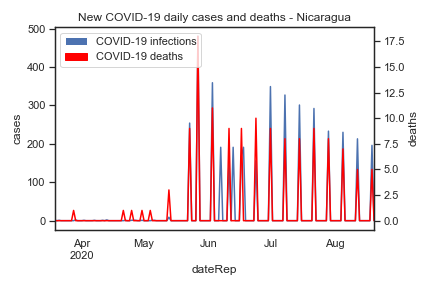 New COVID-19 daily cases and deaths - Nicaragua
COVID-19 infections
COVID-19 deaths
500
400
300
200
100
0
cases
17.5
15.0
12.5
10.0
7.5
5.0
2.5
0.0
deaths
Apr
2020
May
Jun
Jul
Aug
dateRep